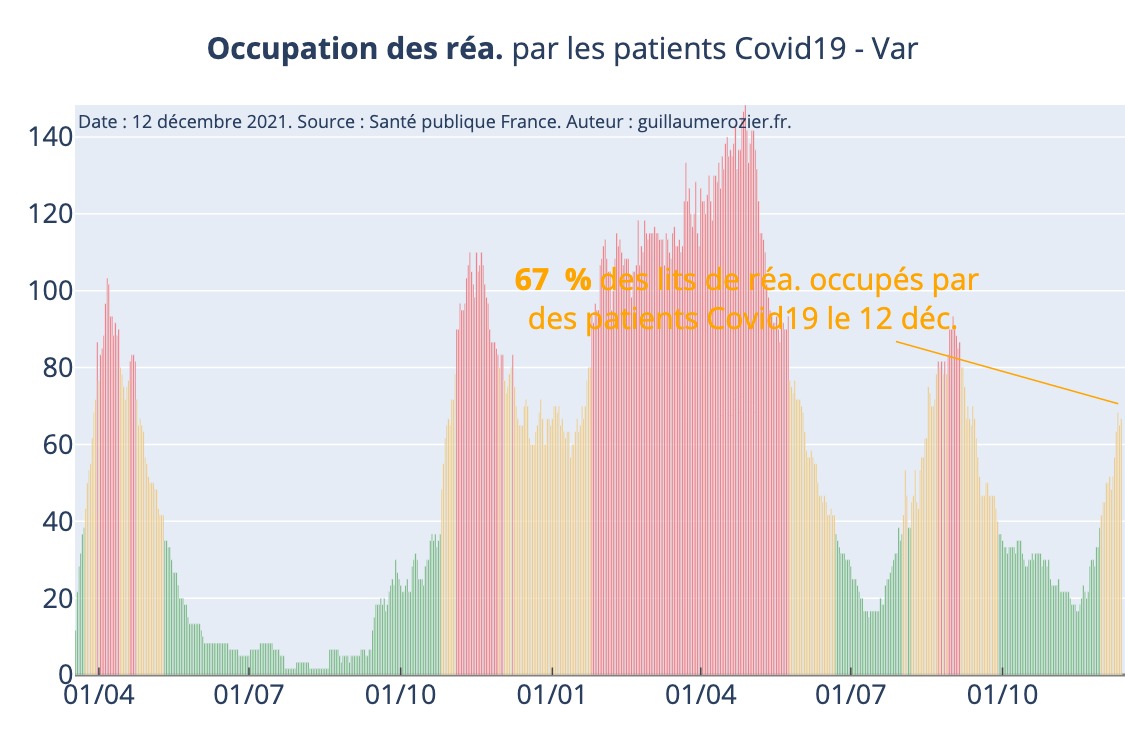 Occupation des réa. par les patients Covid19 - Var
Date : 12 décembre 2021. Source : Santé publique France. Auteur : guillaumerozier.fr.
140
120
100
80
60
40
20
0
67 % des lits de réa. occupés par
des patients Covid19 le 12 déc.
01/04 01/07 01/10 01/01 01/04 01/07 01/10